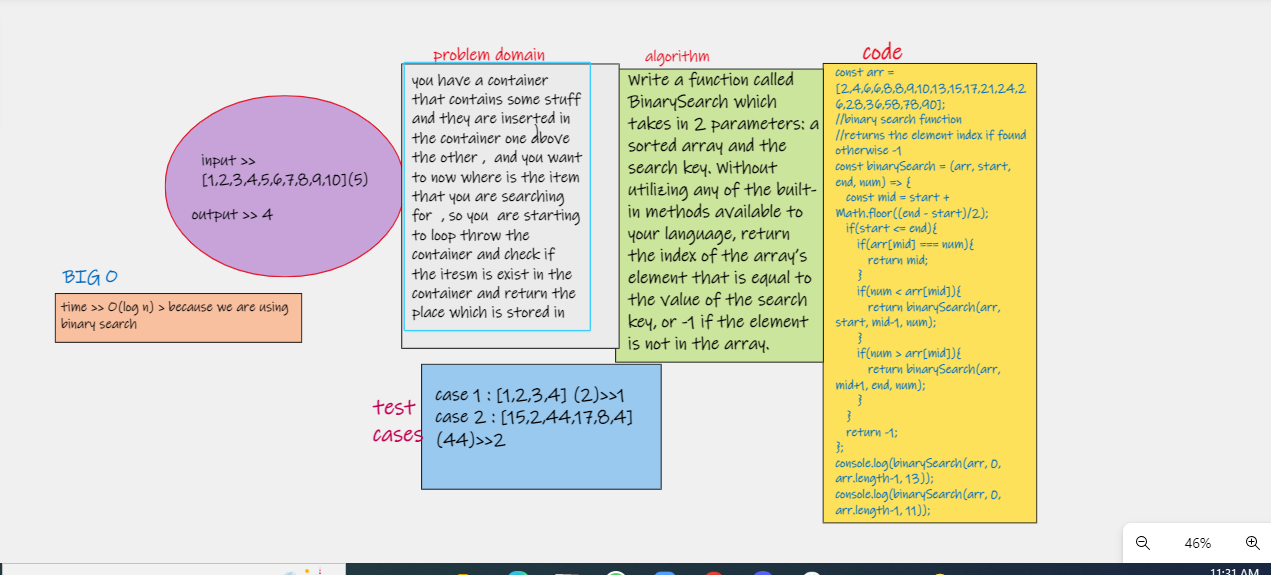 problem domain
you have a container
that contains some stuff
and they are inserted in
the container one above
the other , and you want
to now where is the item
that you are searching
for , so you are starting
to loop throw the
container and check if
the itesm is exist in the
container and return the
place which is stored in
algorithm
Write a function called
BinarySearch which
takes in 2 parameters: a
sorted array and the
search key. Without
utilizing any of the built-
in methods available to
your language, return
the index of the array's
element that is equal to
the value of the search
key, or -1 if the element
is not in the array.
code
const arr =
[2,4,6,6,8,8,9,10,13,15,17,21,24,2
6,28,36,58,78,90];
//binary search function
//returns the element index if found
otherwise -1
const binarySearch = (arr, start,
end, num) => {
const mid = start +
Math.floor((end - start)/2);
if(start <= end){
if(arr[mid] === num){
return mid;
}
if(num < arr[mid]){
return binarySearch(arr,
start, mid-1, num);
}
if(num > arr[mid]){
return binarySearch(arr,
mid+1, end, num);
}
}
return -1;
};
console.log(binarySearch(arr, 0,
arr.length-1, 13));
console.log(binarySearch(arr, 0,
arr.length-1, 11));
input >>
[1,2,3,4,5,6,7,8,9,10](5)
output >> 4
BIG O
time >> O(log n) > because we are using
binary search
test
cases
case 1 : [1,2,3,4] (2)>>1
case 2 : [15,2,44,17,8,4]
(44)>>2
46%
11:31 AM